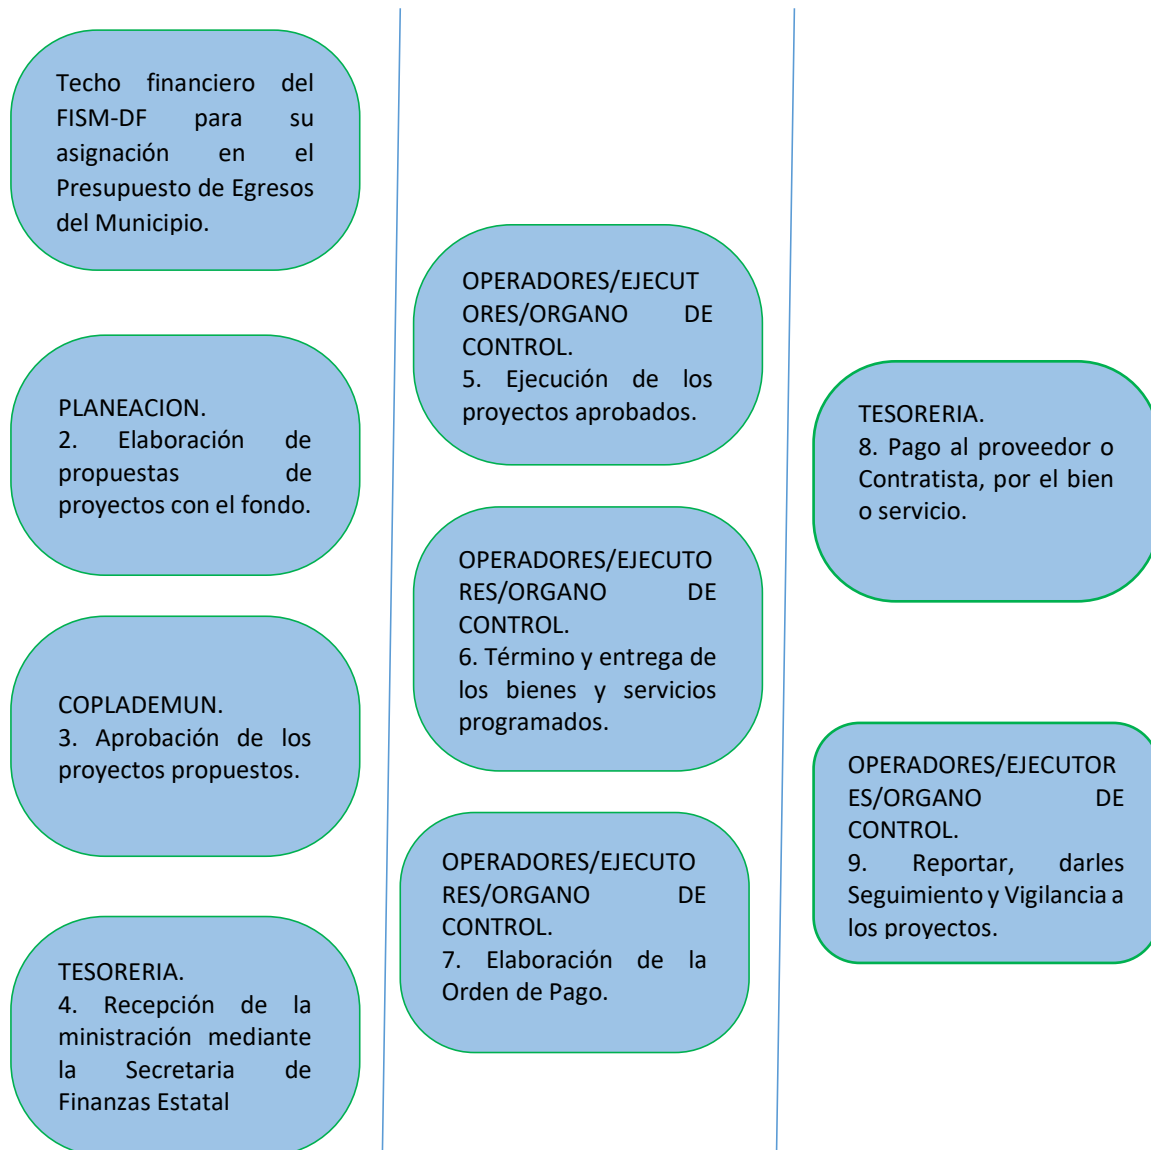 Techo financiero del
FISM-DF para su
asignación en el
Presupuesto de Egresos
del Municipio.
PLANEACION.
2. Elaboración de
propuestas de
proyectos con el fondo.
COPLADEMUN.
3. Aprobación de los
proyectos propuestos.
TESORERIA.
4. Recepción de la
ministración mediante
la Secretaria de
Finanzas Estatal
OPERADORES/EJECUT
ORES/ORGANO DE
CONTROL.
5. Ejecución de los
proyectos aprobados.
OPERADORES/EJECUTO
RES/ORGANO DE
CONTROL.
6. Término y entrega de
los bienes y servicios
programados.
OPERADORES/EJECUTO
RES/ORGANO DE
CONTROL.
7. Elaboración de la
Orden de Pago.
TESORERIA.
8. Pago al proveedor o
Contratista, por el bien
o servicio.
OPERADORES/EJECUTOR
ES/ORGANO DE
CONTROL.
9. Reportar, darles
Seguimiento y Vigilancia a
los proyectos.